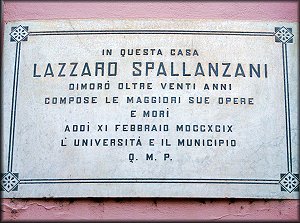 IN QUESTA CASA
LAZZARO SPALLANZANI
DIMORÒ OLTRE VENTI ANNI
COMPOSE LE MAGGIORI SUE OPERE
E MORÌ
ADDÌ XI FEBBRAIO MDCCXCIX
L'UNIVERSITÀ E IL MUNICIPIO
Q. M. P.